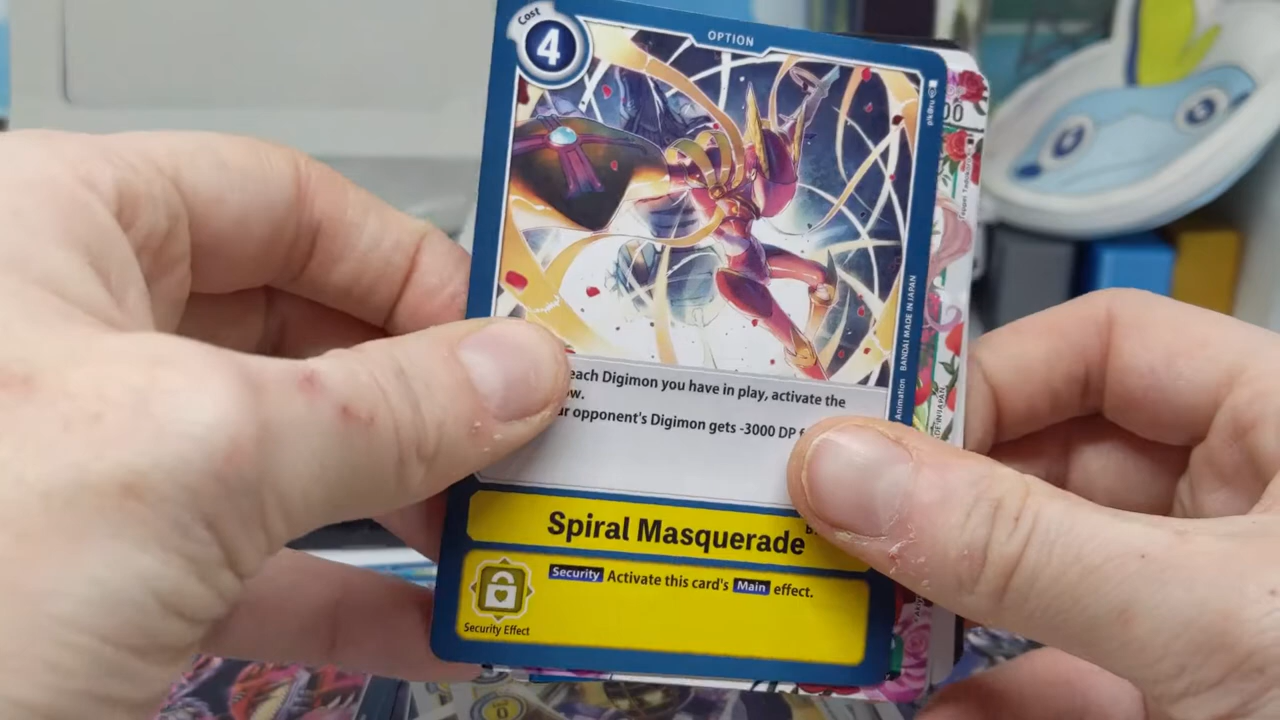 Cost
4
OPTION
00
BANDAI MADE IN JAPAN
Animation
each Digimon you have in play, activate the
ow.
ur opponent's Digimon gets -3000 DP f
Spiral Masquerade
Security Activate this card's Main effect.
Security Effect